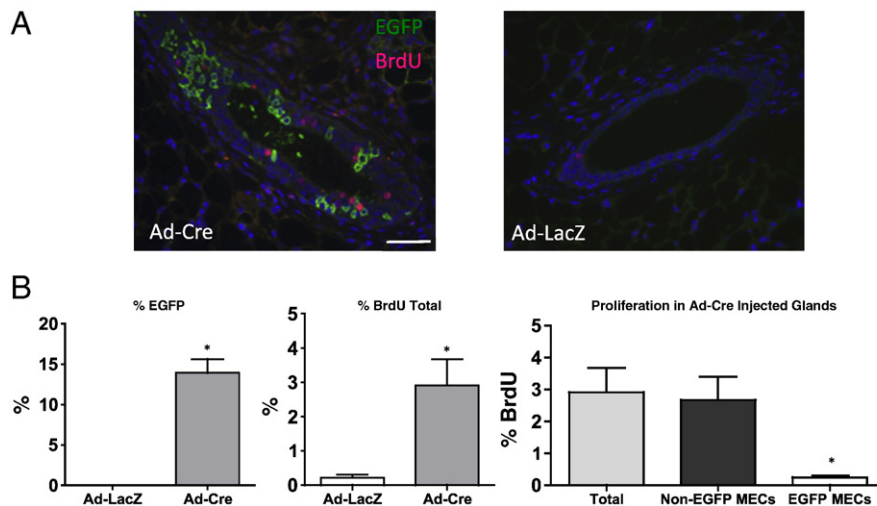 A
EGFP
BrdU
Ad-Cre
Ad-LacZ
B
% EGFP
20
15
10
5
0
%
Ad-LacZ
Ad-Cre
*
% BrdU Total
5
4
3
2
1
0
%
Ad-LacZ
Ad-Cre
*
Proliferation in Ad-Cre Injected Glands
5
4
3
2
1
0
% BrdU
Total
Non-EGFP MECs
EGFP MECs
*